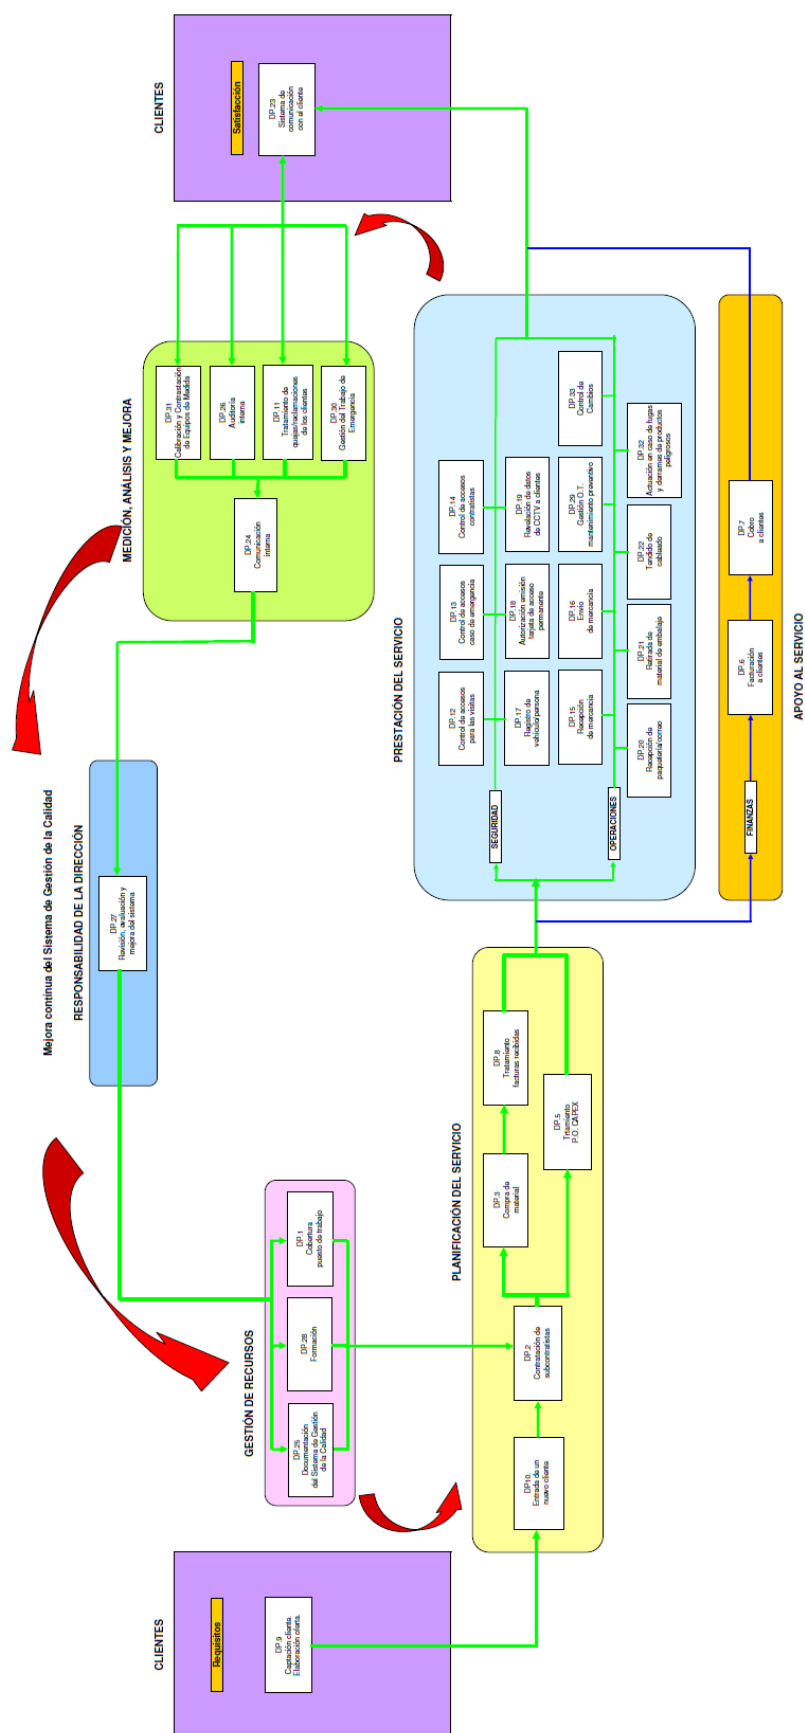 Mejora contínua del Sistema de Gestión de la Calidad
RESPONSABILIDAD DE LA DIRECCIÓN
DP.27
Revisión, evaluación y
mejora del sistema
CLIENTES
Requisitos
DP.9
Captación cliente.
Elaboración oferta.
GESTIÓN DE RECURSOS
DP.25
Documentación
del Sistema de Gestión
de la Calidad
DP.28
Formación
DP.1
Cobertura
puesto de trabajo
MEDICIÓN, ANÁLISIS Y MEJORA
DP.24
Comunicación
interna
DP.31
Calibración y Contrastación
de Equipos de Medida
DP.26
Auditoría
interna
DP.11
Tratamiento de
quejas/reclamaciones
de los clientes
DP.30
Gestión del Trabajo de
Emergencia
CLIENTES
Satisfacción
DP.23
Sistema de
comunicación
con el cliente
PLANIFICACIÓN DEL SERVICIO
DP10.
Entrada de un
nuevo cliente
DP.2
Contratación de
subcontratistas
DP.3
Compra de
material
DP.8
Tratamiento
facturas recibidas
DP.5
Trtamiento
P.O. CAPEX
PRESTACIÓN DEL SERVICIO
SEGURIDAD
DP.12
Control de accesos
para las visitas
DP.13
Control de accesos
caso de emergencia
DP.14
Control de accesos
contratistas
DP.17
Registro de
vehículo/persona
DP.18
Autorización emisión
tarjeta de acceso
permanente
DP.19
Revelación de datos
de CCTV a clientes
OPERACIONES
DP.15
Recepción
de mercancía
DP.16
Envío
de mercancía
DP.29
Gestión O.T.
mantenimiento preventivo
DP.33
Control de
Cambios
DP.20
Recepción de
paquetería/correo
DP.21
Retirada de
material de embalaje
DP.22
Tendido de
cableado
DP.32
Actuación en caso de fugas
y derrames de productos
peligrosos
FINANZAS
DP.6
Facturación
a clientes
DP.7
Cobro
a clientes
APOYO AL SERVICIO